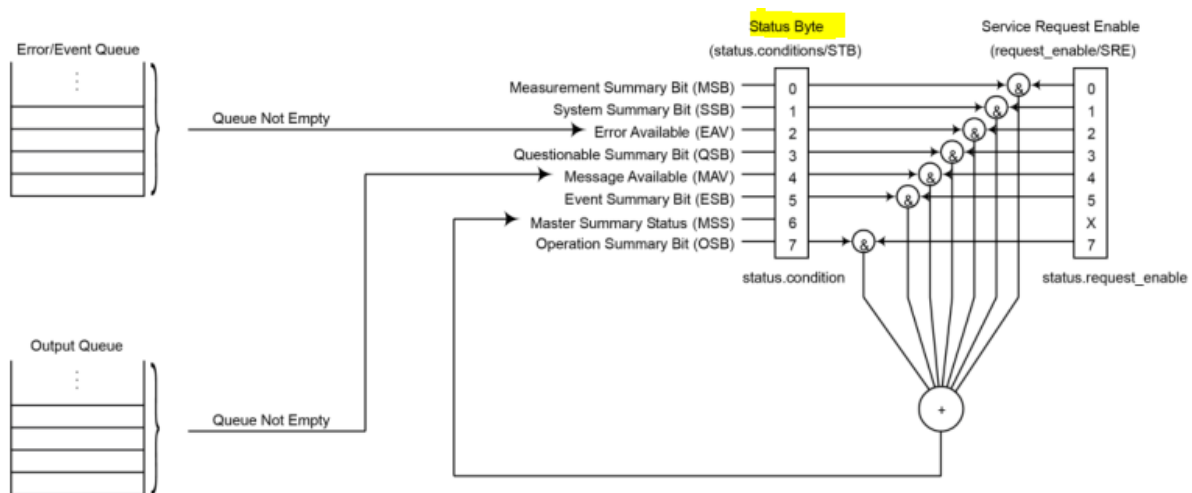 Status Byte
Service Request Enable
Error/Event Queue
(status.conditions/STB)
(request_enable/SRE)
Measurement Summary Bit (MSB)
0
&
0
System Summary Bit (SSB)
1
&
1
Queue Not Empty
Error Available (EAV)
2
&
2
Questionable Summary Bit (QSB)
3
&
3
Message Available (MAV)
4
&
4
Event Summary Bit (ESB)
5
&
5
Master Summary Status (MSS)
6
X
Operation Summary Bit (OSB)
7
&
7
status.condition
status.request_enable
Output Queue
Queue Not Empty
+